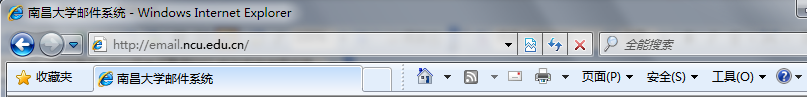 南昌大学邮件系统 - Windows Internet Explorer
http://email.ncu.edu.cn/ 全能搜索
收藏夹 南昌大学邮件系统 页面(P) 安全(S) 工具(O)